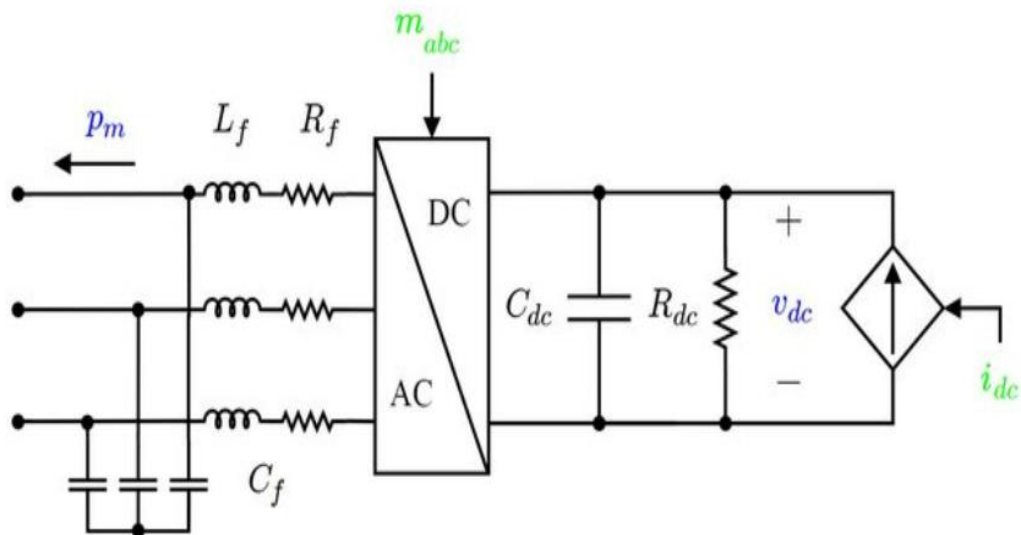 m_abc
p_m
L_f
R_f
DC
+
C_dc
R_dc
v_dc
−
AC
i_dc
C_f